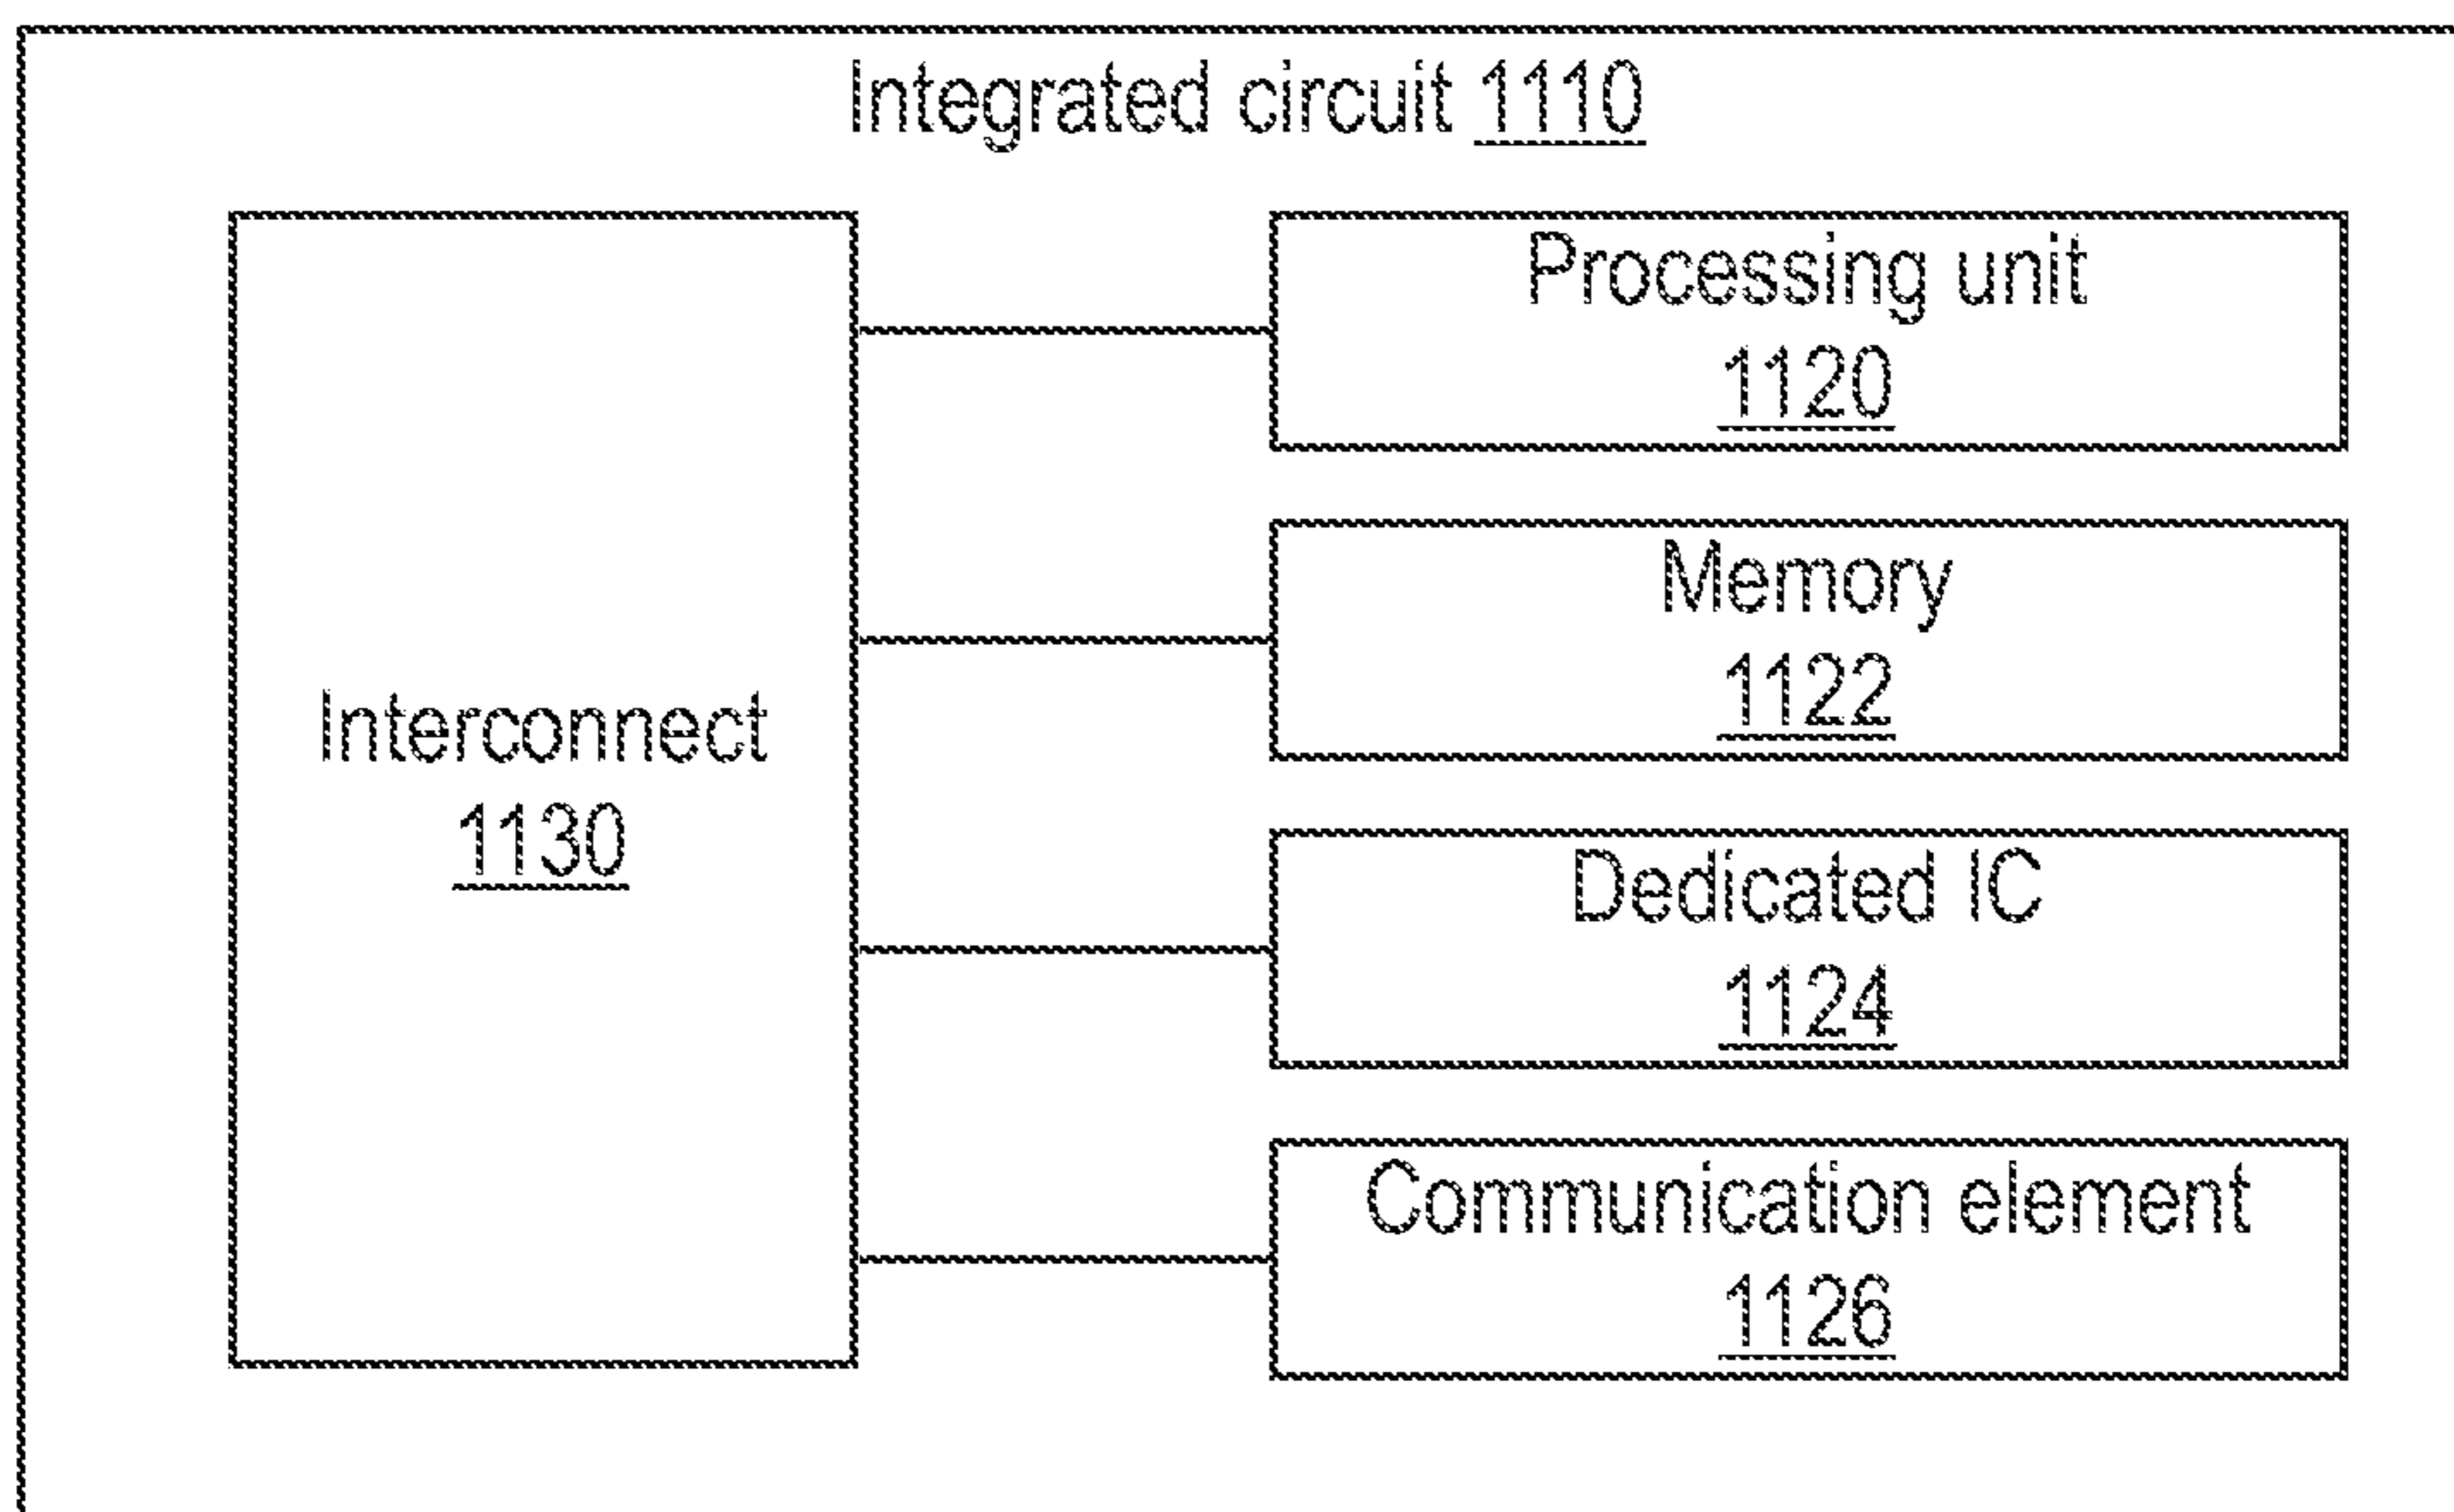 Integrated circuit 1110
Interconnect
1130
Processing unit
1120
Memory
1122
Dedicated IC
1124
Communication element
1126